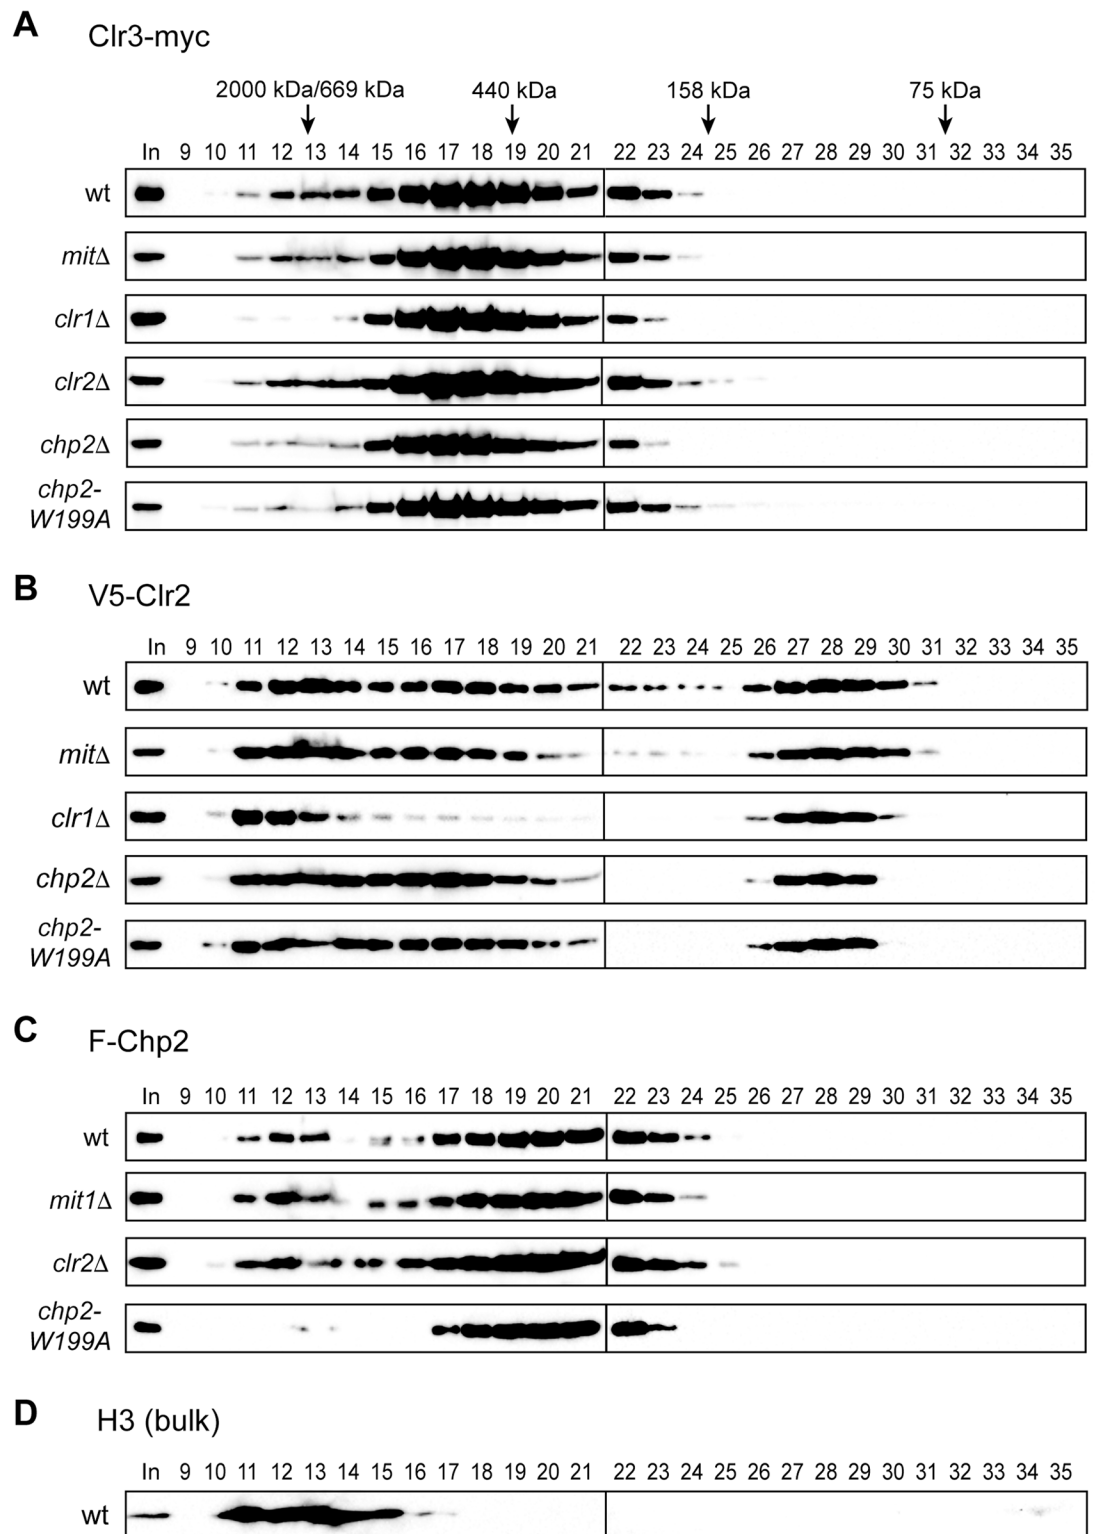 A Clr3-myc
2000 kDa/669 kDa 440 kDa 158 kDa 75 kDa
In 9 10 11 12 13 14 15 16 17 18 19 20 21 22 23 24 25 26 27 28 29 30 31 32 33 34 35
wt
mitΔ
clr1Δ
clr2Δ
chp2Δ
chp2-
W199A
B V5-Clr2
In 9 10 11 12 13 14 15 16 17 18 19 20 21 22 23 24 25 26 27 28 29 30 31 32 33 34 35
wt
mitΔ
clr1Δ
chp2Δ
chp2-
W199A
C F-Chp2
In 9 10 11 12 13 14 15 16 17 18 19 20 21 22 23 24 25 26 27 28 29 30 31 32 33 34 35
wt
mit1Δ
clr2Δ
chp2-
W199A
D H3 (bulk)
In 9 10 11 12 13 14 15 16 17 18 19 20 21 22 23 24 25 26 27 28 29 30 31 32 33 34 35
wt